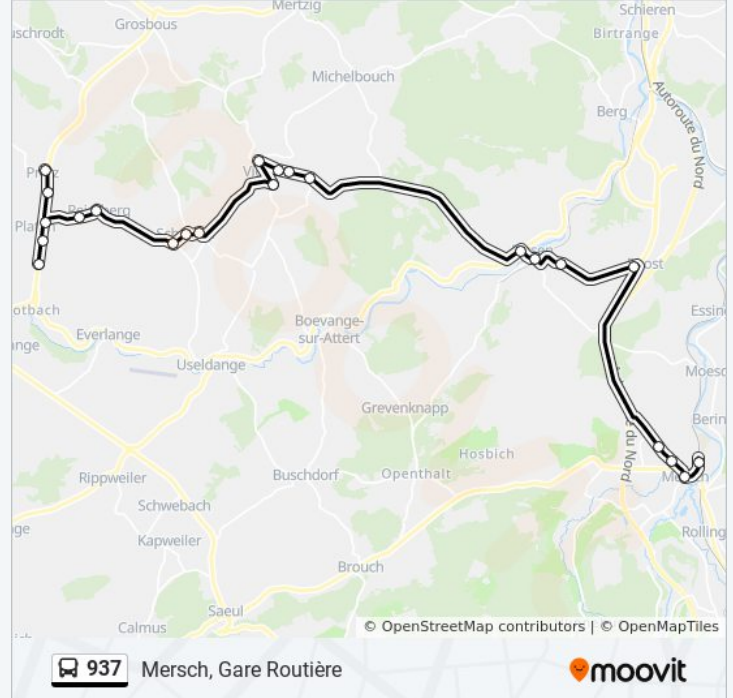 Mertzig
Schieren
Grosbous
Birtrange
Michelbouch
Berg
Autoroute du Nord
Everlange
Boevange-
sur-Attert
Useldange
Grevenknapp
Hosbich
Rippweiler
Buschdorf
Openthalt
du Nord
Schwebach
Kapweiler
Brouch
Saeul
Calmus
© OpenStreetMap contributors | © OpenMapTiles
937 Mersch, Gare Routière
moovit